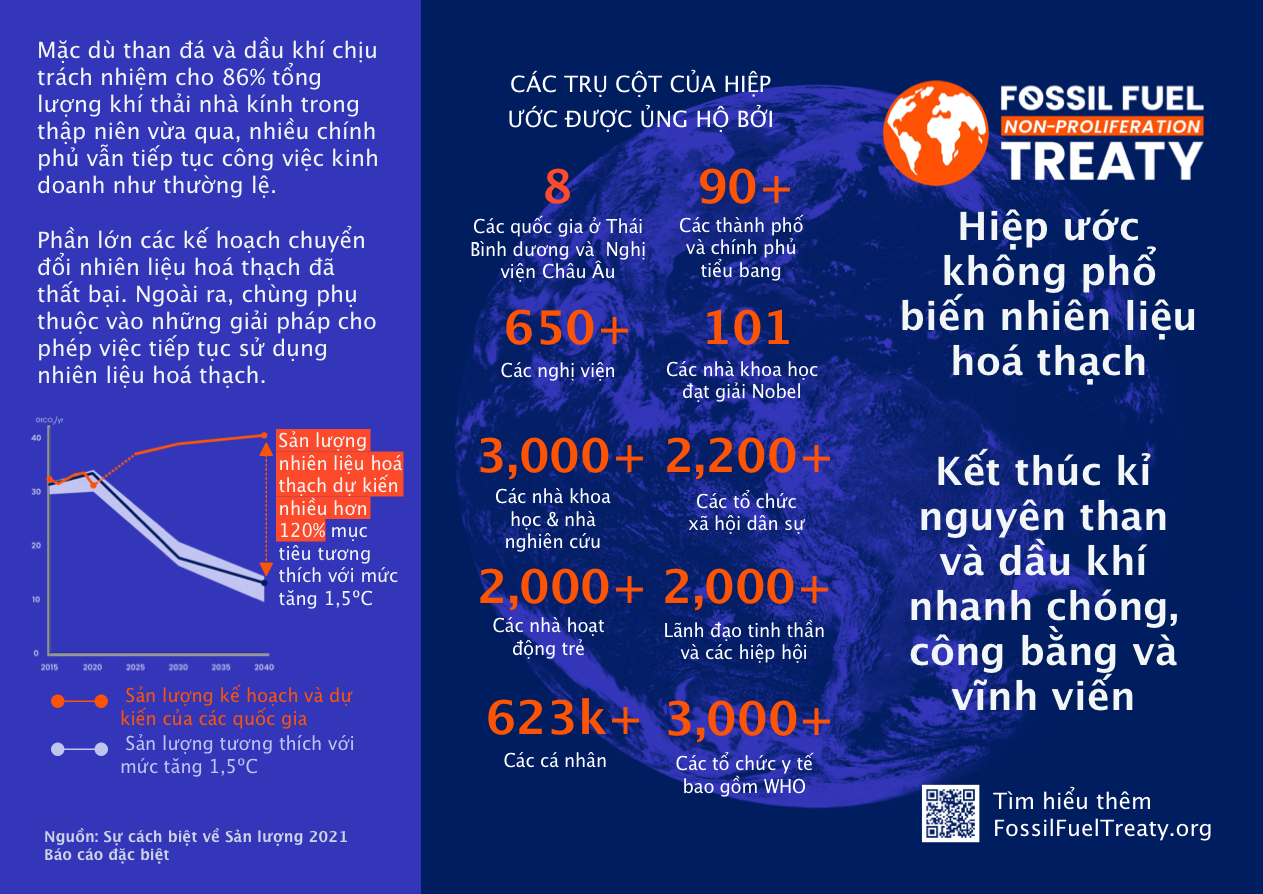 Mặc dù than đá và dầu khí chịu
trách nhiệm cho 86% tổng
lượng khí thải nhà kính trong
thập niên vừa qua, nhiều chính
phủ vẫn tiếp tục công việc kinh
doanh như thường lệ.
Phần lớn các kế hoạch chuyển
đổi nhiên liệu hoá thạch đã
thất bại. Ngoài ra, chùng phụ
thuộc vào những giải pháp cho
phép việc tiếp tục sử dụng
nhiên liệu hoá thạch.
GtCO₂/yr
40
30
20
10
0
2015 2020 2025 2030 2035 2040
Sản lượng
nhiên liệu hoá
thạch dự kiến
nhiều hơn
120% mục
tiêu tương
thích với mức
tăng 1,5ºC
Sản lượng kế hoạch và dự
kiến của các quốc gia
Sản lượng tương thích với
mức tăng 1,5ºC
Nguồn: Sự cách biệt về Sản lượng 2021
Báo cáo đặc biệt
CÁC TRỤ CỘT CỦA HIỆP
ƯỚC ĐƯỢC ỦNG HỘ BỞI
8
Các quốc gia ở Thái
Bình dương và Nghị
viện Châu Âu
90+
Các thành phố
và chính phủ
tiểu bang
650+
Các nghị viện
101
Các nhà khoa học
đạt giải Nobel
3,000+
Các nhà khoa
học & nhà
nghiên cứu
2,200+
Các tổ chức
xã hội dân sự
2,000+
Các nhà hoạt
động trẻ
2,000+
Lãnh đạo tinh thần
và các hiệp hội
623k+
Các cá nhân
3,000+
Các tổ chức y tế
bao gồm WHO
FOSSIL FUEL
NON-PROLIFERATION
TREATY
Hiệp ước
không phổ
biến nhiên liệu
hoá thạch
Kết thúc kỉ
nguyên than
và dầu khí
nhanh chóng,
công bằng và
vĩnh viến
Tìm hiểu thêm
FossilFuelTreaty.org